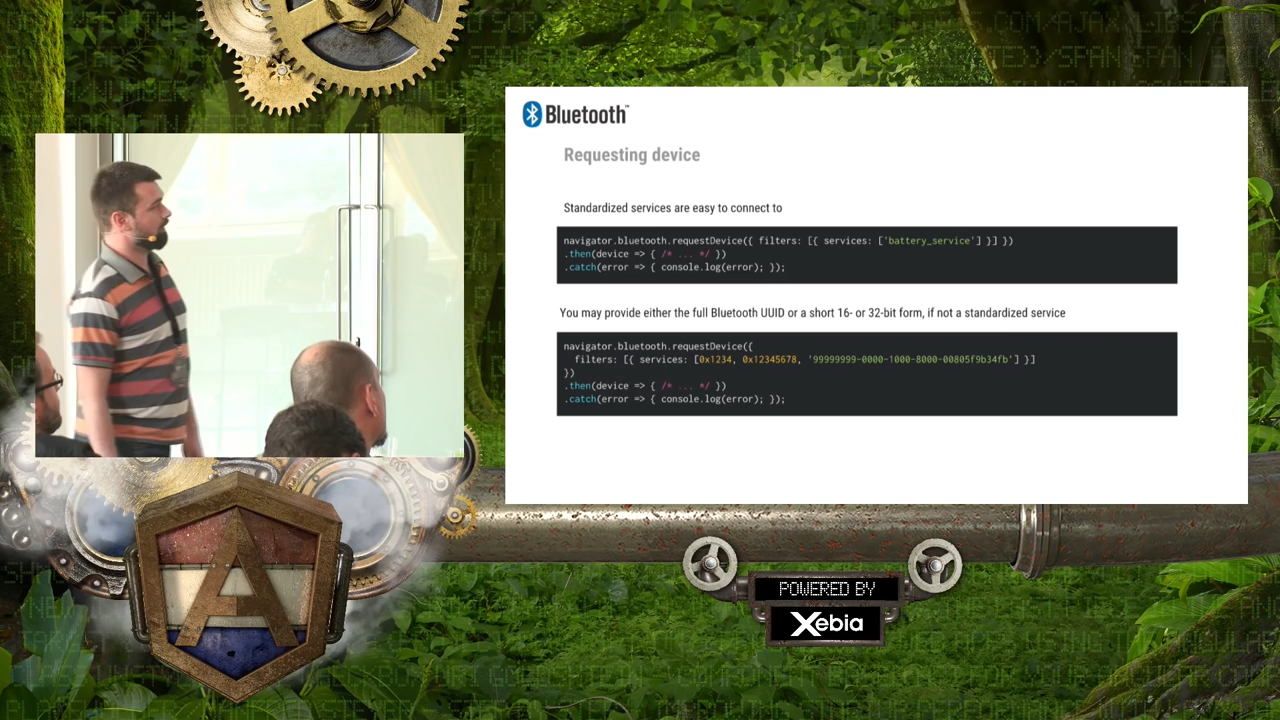 Bluetooth™
Requesting device
Standardized services are easy to connect to
navigator.bluetooth.requestDevice({ filters: [{ services: ['battery_service'] }] })
.then(device => { /* ... */ })
.catch(error => { console.log(error); });
You may provide either the full Bluetooth UUID or a short 16- or 32-bit form, if not a standardized service
navigator.bluetooth.requestDevice({
filters: [{ services: [0x1234, 0x12345678, '99999999-0000-1000-8000-00805f9b34fb'] }]
})
.then(device => { /* ... */ })
.catch(error => { console.log(error); });
A
POWERED BY
Xebia